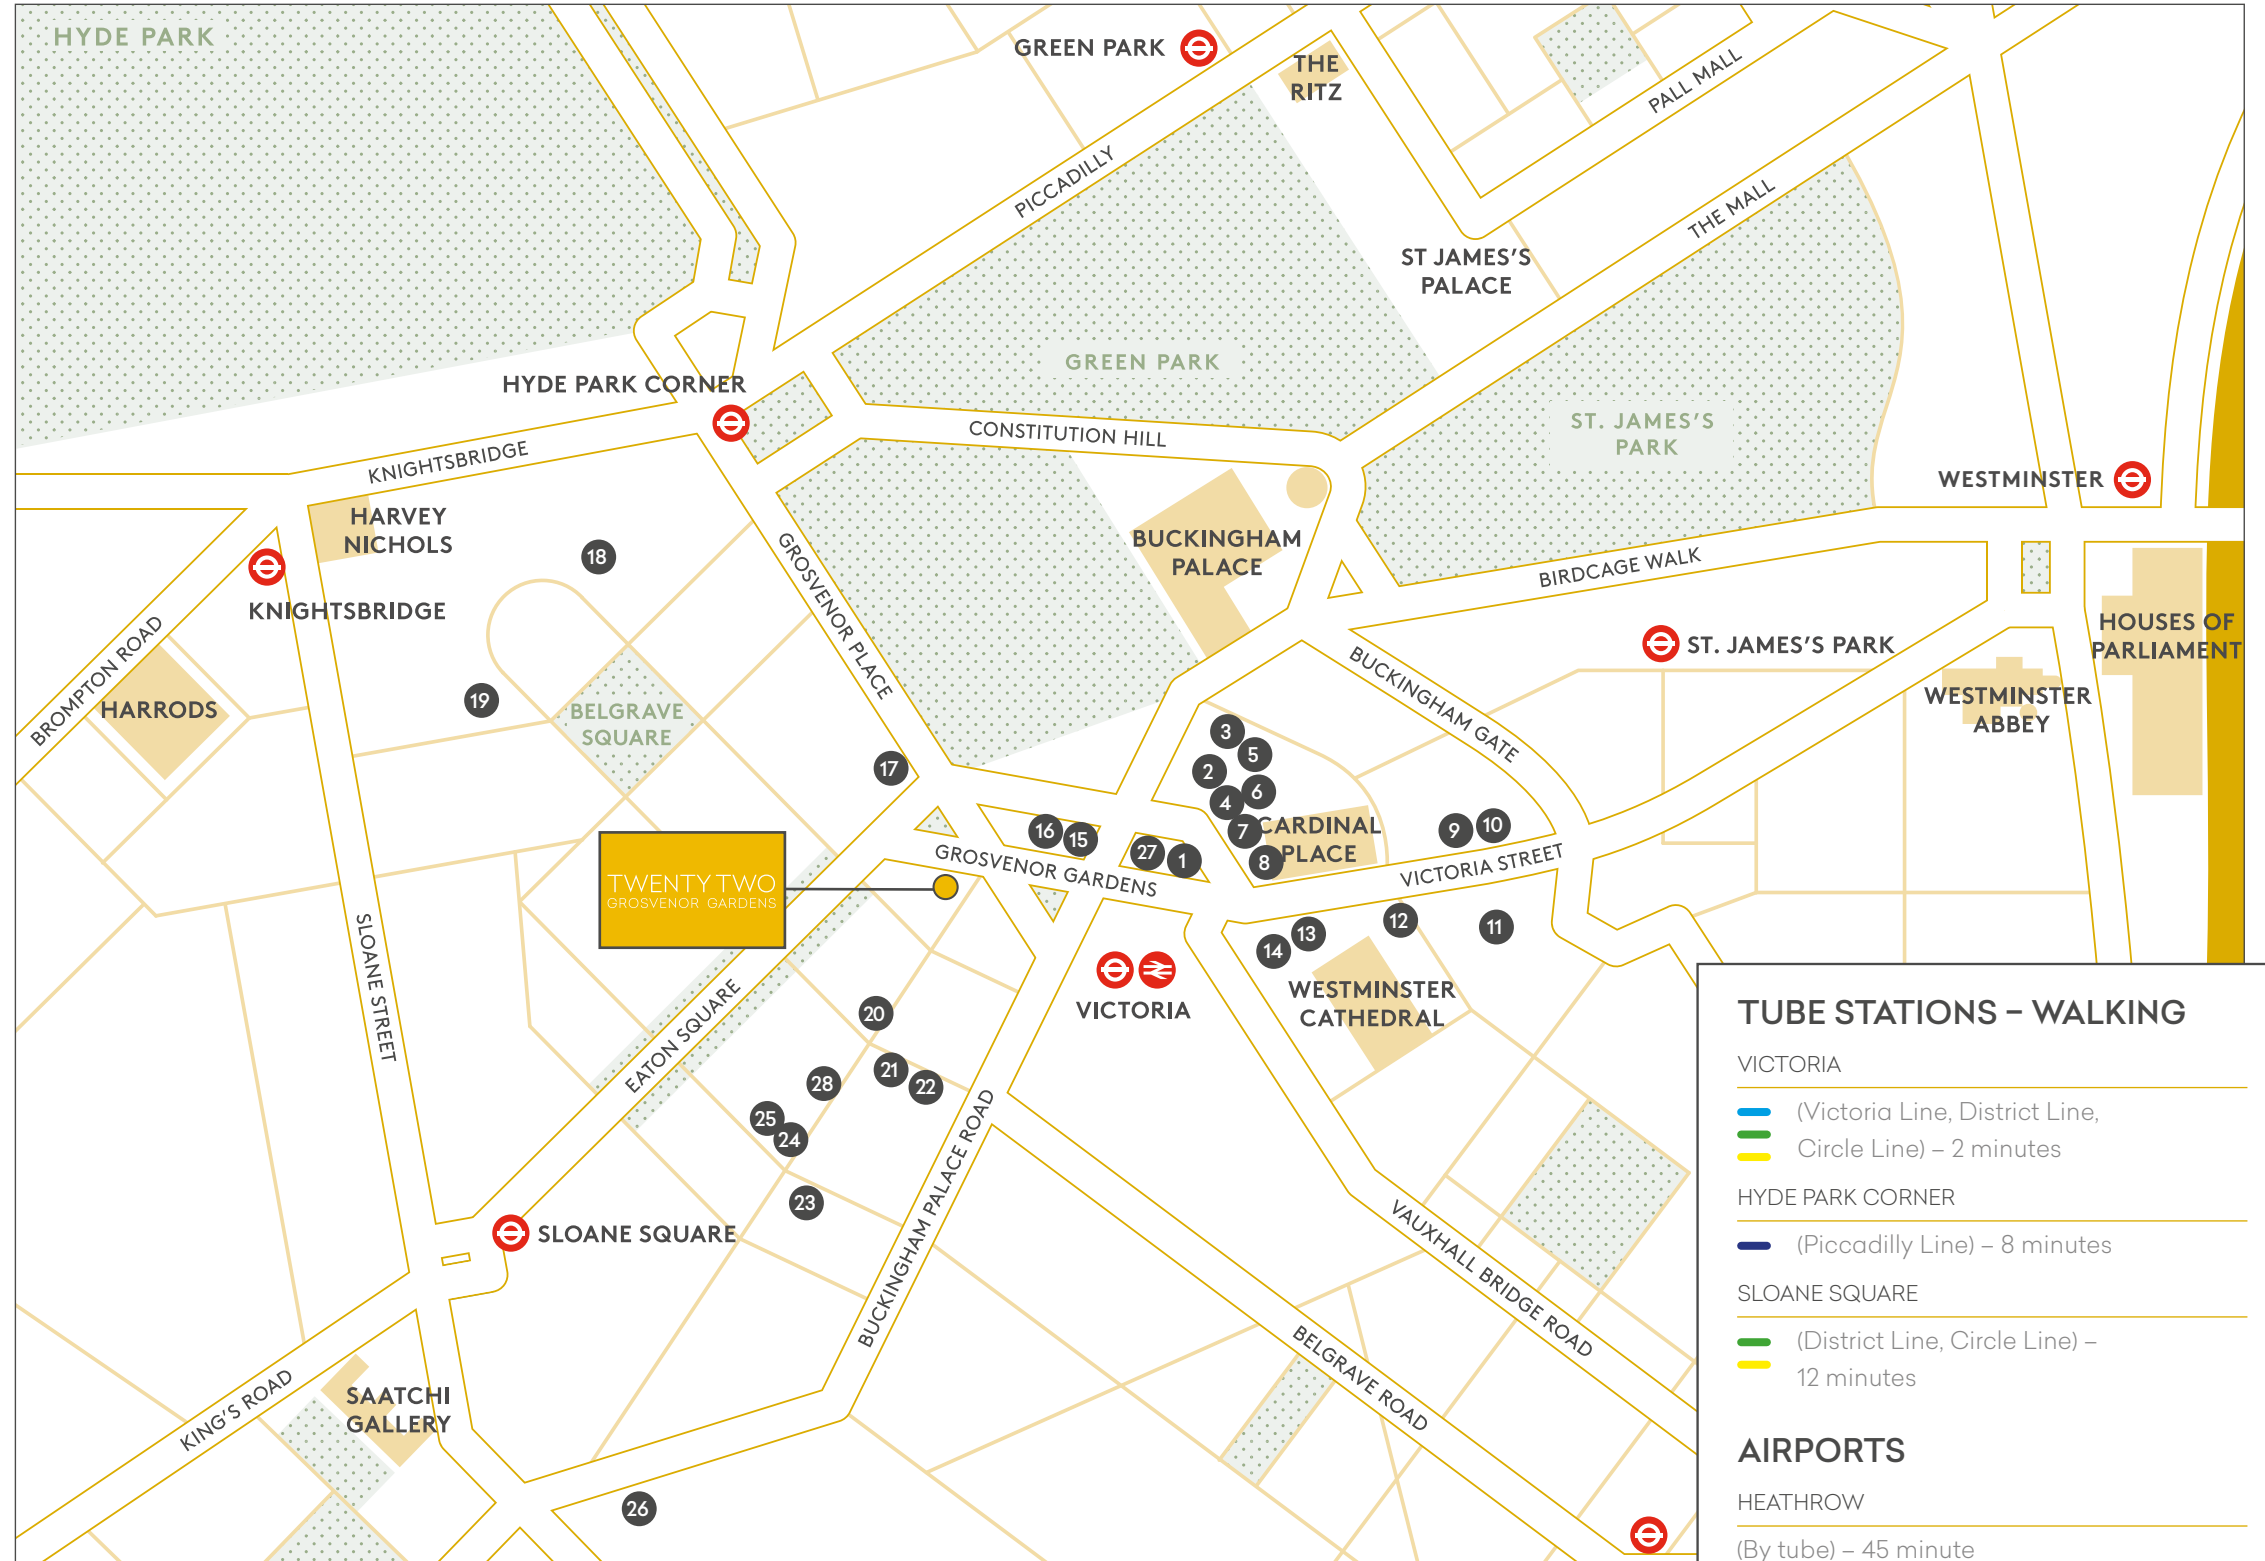 HYDE PARK
GREEN PARK
THE
RITZ
PALL MALL
PICCADILLY
THE MALL
ST JAMES'S
PALACE
GREEN PARK
HYDE PARK CORNER
ST. JAMES'S
PARK
CONSTITUTION HILL
KNIGHTSBRIDGE
WESTMINSTER
HARVEY
NICHOLS
18
GROSVENOR PLACE
BUCKINGHAM
PALACE
BIRDCAGE WALK
KNIGHTSBRIDGE
HOUSES OF
PARLIAMENT
ST. JAMES'S PARK
BROMPTON ROAD
HARRODS
19
BELGRAVE
SQUARE
BUCKINGHAM GATE
WESTMINSTER
ABBEY
3
5
2
17
6
4
7
CARDINAL
PLACE
8
9
10
16
15
27
1
GROSVENOR GARDENS
VICTORIA STREET
TWENTY TWO
GROSVENOR GARDENS
12
11
13
14
SLOANE STREET
VICTORIA
WESTMINSTER
CATHEDRAL
EATON SQUARE
20
21
22
28
25
24
23
BUCKINGHAM PALACE ROAD
SLOANE SQUARE
VAUXHALL BRIDGE ROAD
BELGRAVE ROAD
KING'S ROAD
SAATCHI
GALLERY
26
TUBE STATIONS – WALKING
VICTORIA
(Victoria Line, District Line,
Circle Line) – 2 minutes
HYDE PARK CORNER
(Piccadilly Line) – 8 minutes
SLOANE SQUARE
(District Line, Circle Line) –
12 minutes
AIRPORTS
HEATHROW
(By tube) – 45 minute